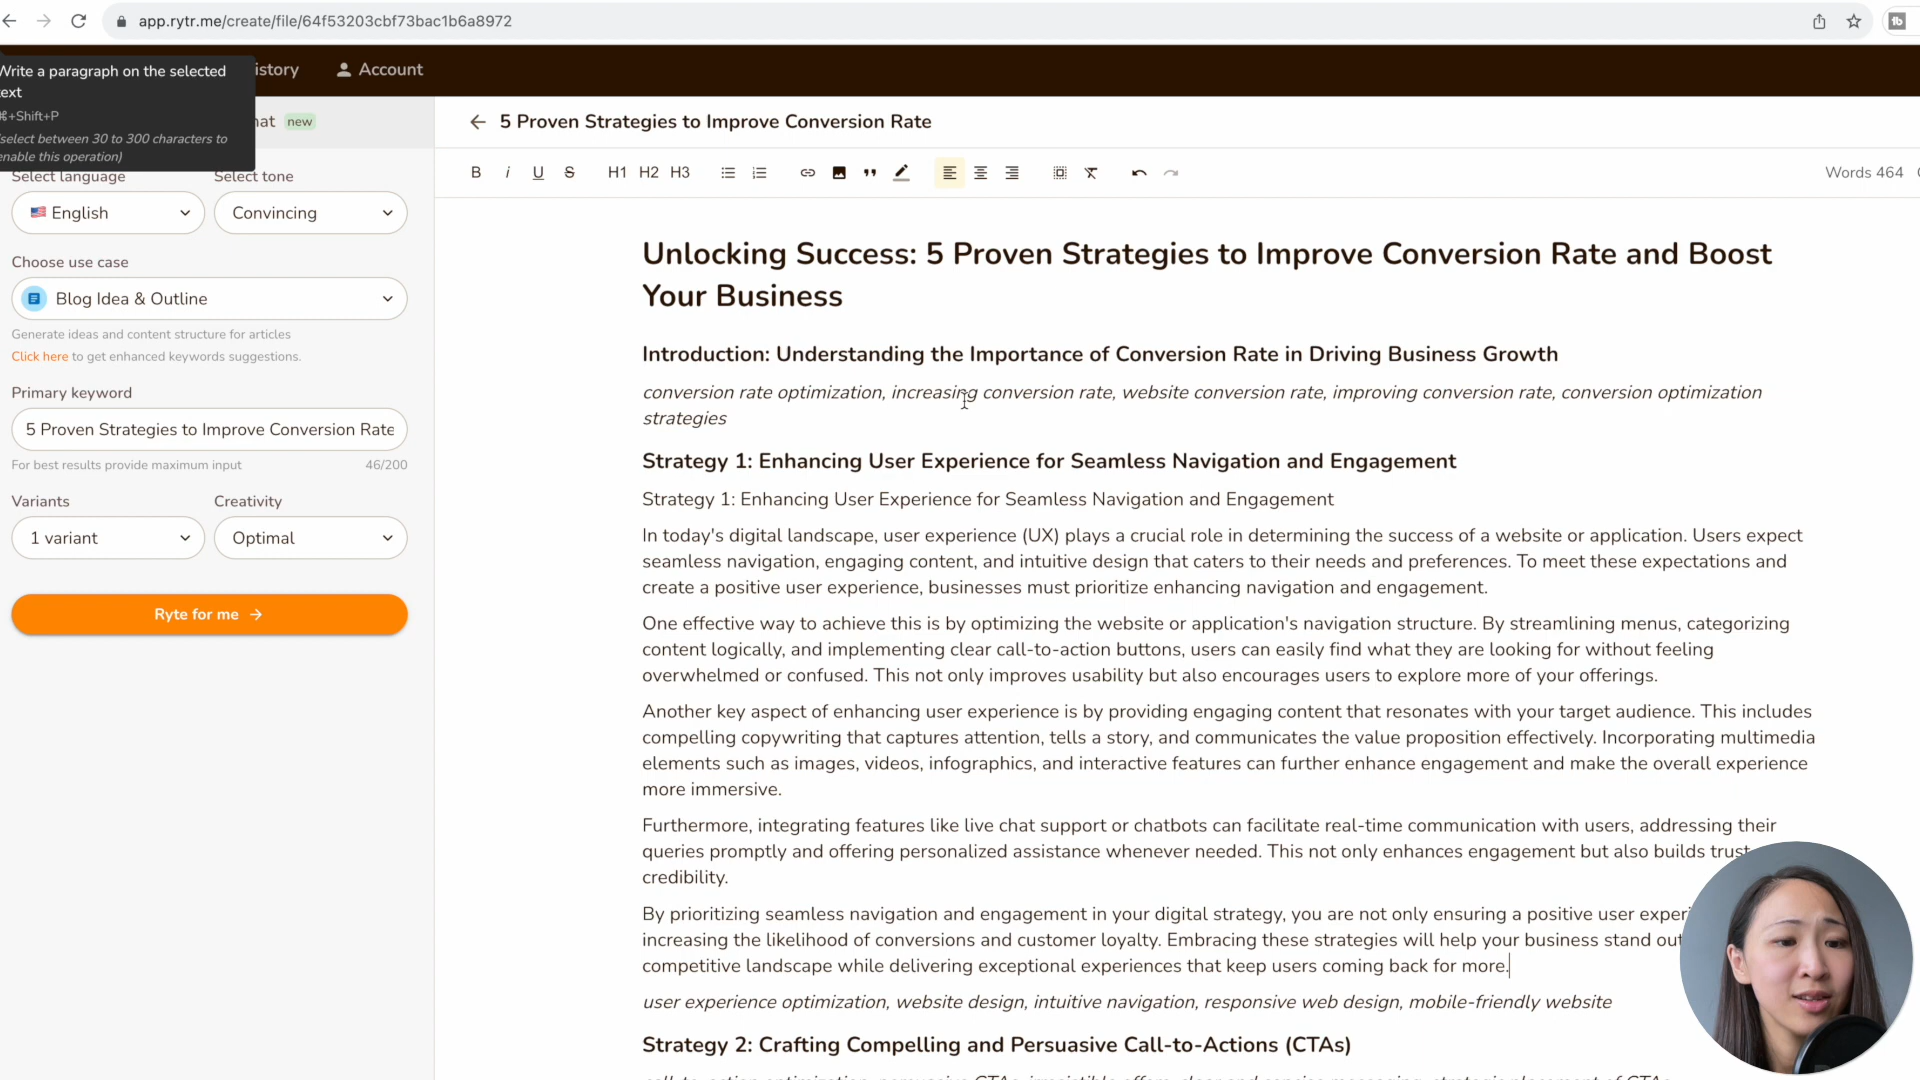 app.rytr.me/create/file/64f53203cbf73bac1b6a8972
Write a paragraph on the selected
text
⌘+Shift+P
(select between 30 to 300 characters to
enable this operation)
istory
Account
hat new
Select language
Select tone
English
Convincing
Choose use case
Blog Idea & Outline
Generate ideas and content structure for articles
Click here to get enhanced keywords suggestions.
Primary keyword
5 Proven Strategies to Improve Conversion Rate
For best results provide maximum input
46/200
Variants
Creativity
1 variant
Optimal
Ryte for me →
5 Proven Strategies to Improve Conversion Rate
B i U S H1 H2 H3
Words 464
Unlocking Success: 5 Proven Strategies to Improve Conversion Rate and Boost
Your Business
Introduction: Understanding the Importance of Conversion Rate in Driving Business Growth
conversion rate optimization, increasing conversion rate, website conversion rate, improving conversion rate, conversion optimization
strategies
Strategy 1: Enhancing User Experience for Seamless Navigation and Engagement
Strategy 1: Enhancing User Experience for Seamless Navigation and Engagement
In today's digital landscape, user experience (UX) plays a crucial role in determining the success of a website or application. Users expect
seamless navigation, engaging content, and intuitive design that caters to their needs and preferences. To meet these expectations and
create a positive user experience, businesses must prioritize enhancing navigation and engagement.
One effective way to achieve this is by optimizing the website or application's navigation structure. By streamlining menus, categorizing
content logically, and implementing clear call-to-action buttons, users can easily find what they are looking for without feeling
overwhelmed or confused. This not only improves usability but also encourages users to explore more of your offerings.
Another key aspect of enhancing user experience is by providing engaging content that resonates with your target audience. This includes
compelling copywriting that captures attention, tells a story, and communicates the value proposition effectively. Incorporating multimedia
elements such as images, videos, infographics, and interactive features can further enhance engagement and make the overall experience
more immersive.
Furthermore, integrating features like live chat support or chatbots can facilitate real-time communication with users, addressing their
queries promptly and offering personalized assistance whenever needed. This not only enhances engagement but also builds trust
credibility.
By prioritizing seamless navigation and engagement in your digital strategy, you are not only ensuring a positive user experi
increasing the likelihood of conversions and customer loyalty. Embracing these strategies will help your business stand out
competitive landscape while delivering exceptional experiences that keep users coming back for more.
user experience optimization, website design, intuitive navigation, responsive web design, mobile-friendly website
Strategy 2: Crafting Compelling and Persuasive Call-to-Actions (CTAs)